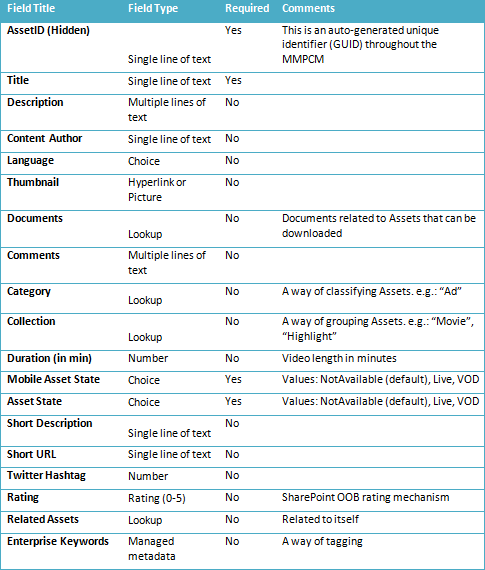 Field Title Field Type Required Comments
AssetID (Hidden) Single line of text Yes This is an auto-generated unique
identifier (GUID) throughout the
MMPCM
Title Single line of text Yes
Description Multiple lines of No
text
Content Author Single line of text No
Language Choice No
Thumbnail Hyperlink or No
Picture
Documents Lookup No Documents related to Assets that can be
downloaded
Comments Multiple lines of No
text
Category Lookup No A way of classifying Assets. e.g.: “Ad”
Collection Lookup No A way of grouping Assets. e.g.: “Movie”,
“Highlight”
Duration (in min) Number No Video length in minutes
Mobile Asset State Choice Yes Values: NotAvailable (default), Live, VOD
Asset State Choice Yes Values: NotAvailable (default), Live, VOD
Short Description Single line of text No
Short URL Single line of text No
Twitter Hashtag Number No
Rating Rating (0-5) No SharePoint OOB rating mechanism
Related Assets Lookup No Related to itself
Enterprise Keywords Managed No A way of tagging
metadata